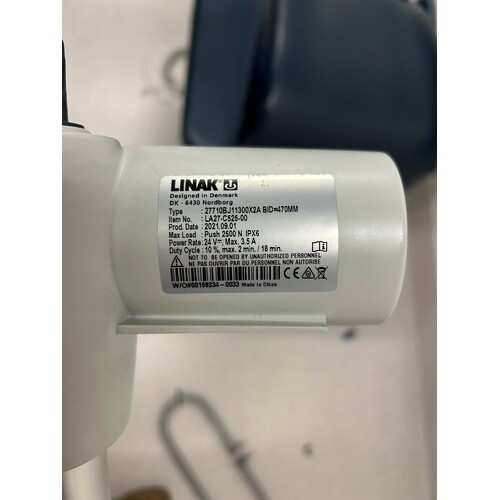 LINAK®
Designed in Denmark
DK - 6430 Nordborg
Type : 27710BJ11300X2A BID=470MM
Item No. : LA27-C525-00
Prod. Date : 2021.09.01
Max Load : Push 2500 N IPX6
Power Rate : 24 V⎓, Max. 3.5 A
Duty Cycle : 10 %, max. 2 min. / 18 min.
NOT TO BE OPENED BY UNAUTHORIZED PERSONNEL
NE PAS OUVRIR PAR DU PERSONNEL NON AUTORISE
CE
W/O#00158234-0033 Made in China